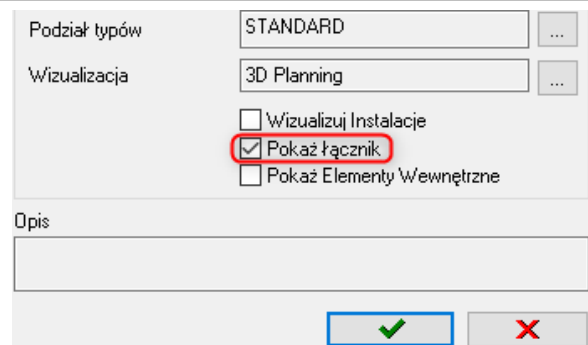 Podział typów STANDARD ...
Wizualizacja 3D Planning ...
Wizualizuj Instalacje
Pokaż łącznik
Pokaż Elementy Wewnętrzne
Opis